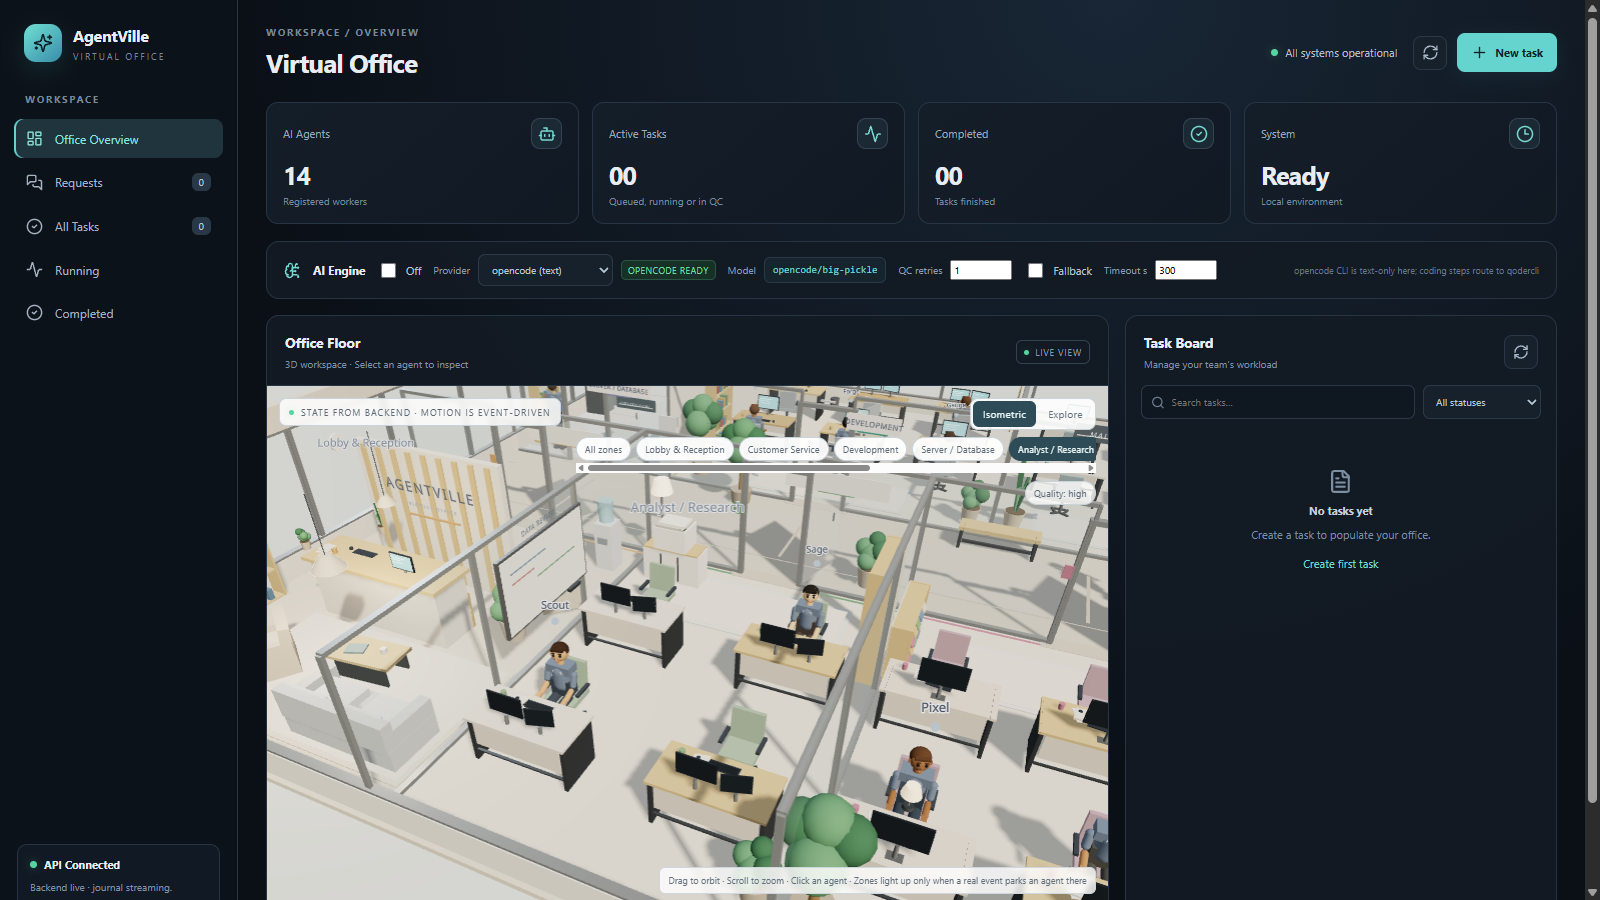 AgentVille
VIRTUAL OFFICE
WORKSPACE
Office Overview
Requests 0
All Tasks 0
Running
Completed
API Connected
Backend live · journal streaming.
WORKSPACE / OVERVIEW
Virtual Office
All systems operational
New task
AI Agents
14
Registered workers
Active Tasks
00
Queued, running or in QC
Completed
00
Tasks finished
System
Ready
Local environment
AI Engine Off Provider opencode (text) OPENCODE READY Model opencode/big-pickle QC retries 1 Fallback Timeout s 300 opencode CLI is text-only here; coding steps route to qodercli
Office Floor
3D workspace · Select an agent to inspect
LIVE VIEW
STATE FROM BACKEND · MOTION IS EVENT-DRIVEN
Isometric Explore
Lobby & Reception
All zones Lobby & Reception Customer Service Development Server / Database Analyst / Research
Quality: high
DEVELOPMENT
AGENTVILLE
Analyst / Research
Sage
Scout
Pixel
Drag to orbit · Scroll to zoom · Click an agent · Zones light up only when a real event parks an agent there
Task Board
Manage your team's workload
Search tasks...
All statuses
No tasks yet
Create a task to populate your office.
Create first task